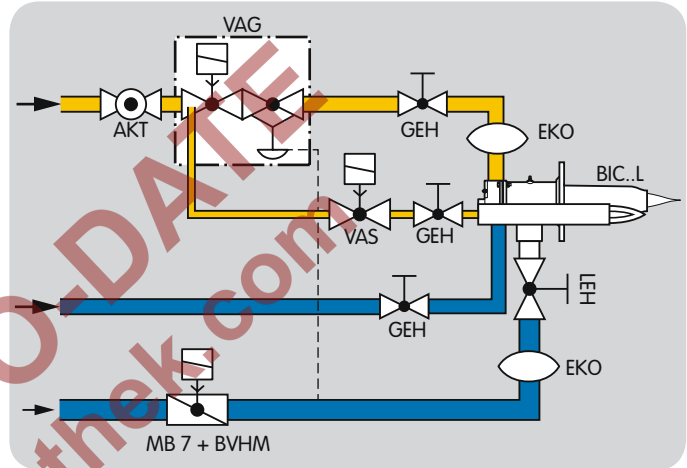 VAG
AKT
GEH
EKO
BIC..L
VAS
GEH
LEH
GEH
EKO
MB 7 + BVHM
O-DATE
thek.com